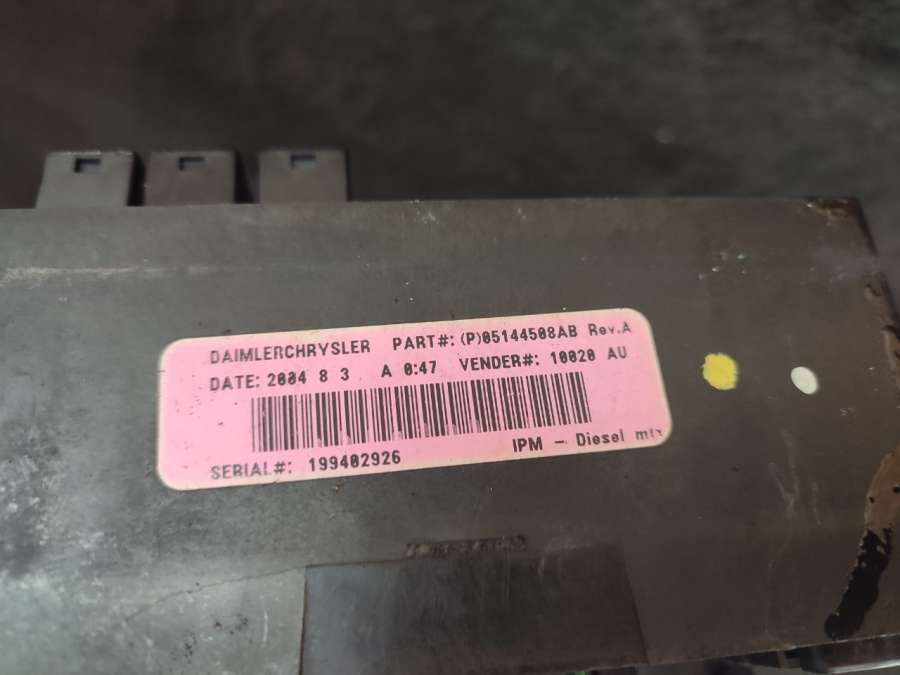 DAIMLERCHRYSLER PART#: (P)05144508AB Rev.A
DATE: 2004 8 3 A 0:47 VENDER#: 10020 AU
SERIAL#: 199402926 IPM - Diesel mtx